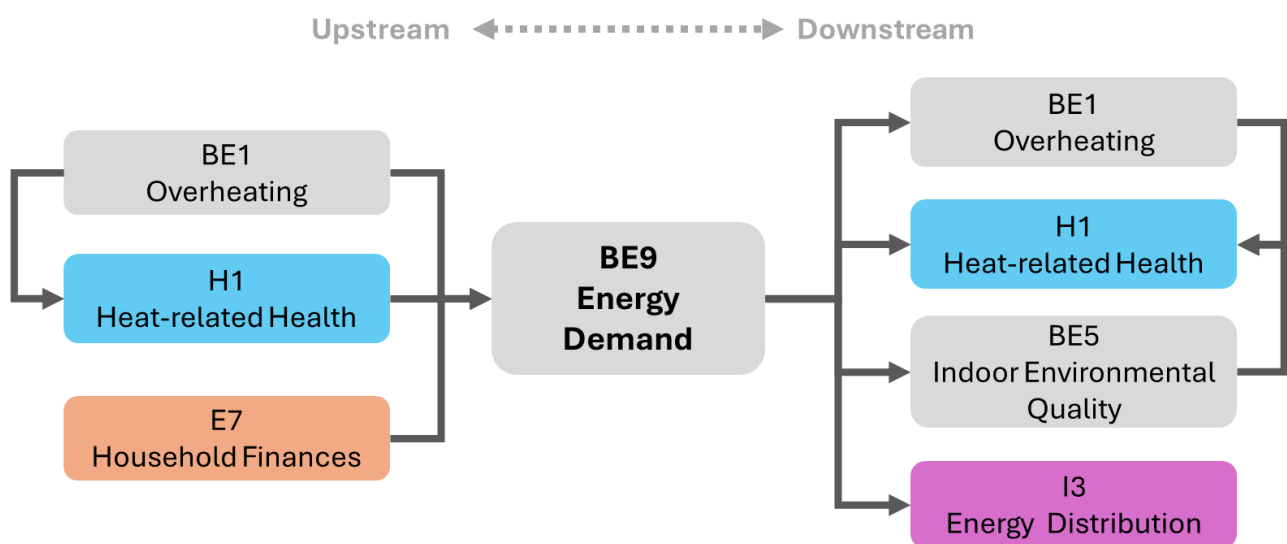 Upstream
Downstream
BE1
Overheating
H1
Heat-related Health
E7
Household Finances
BE9
Energy
Demand
BE1
Overheating
H1
Heat-related Health
BE5
Indoor Environmental
Quality
I3
Energy Distribution